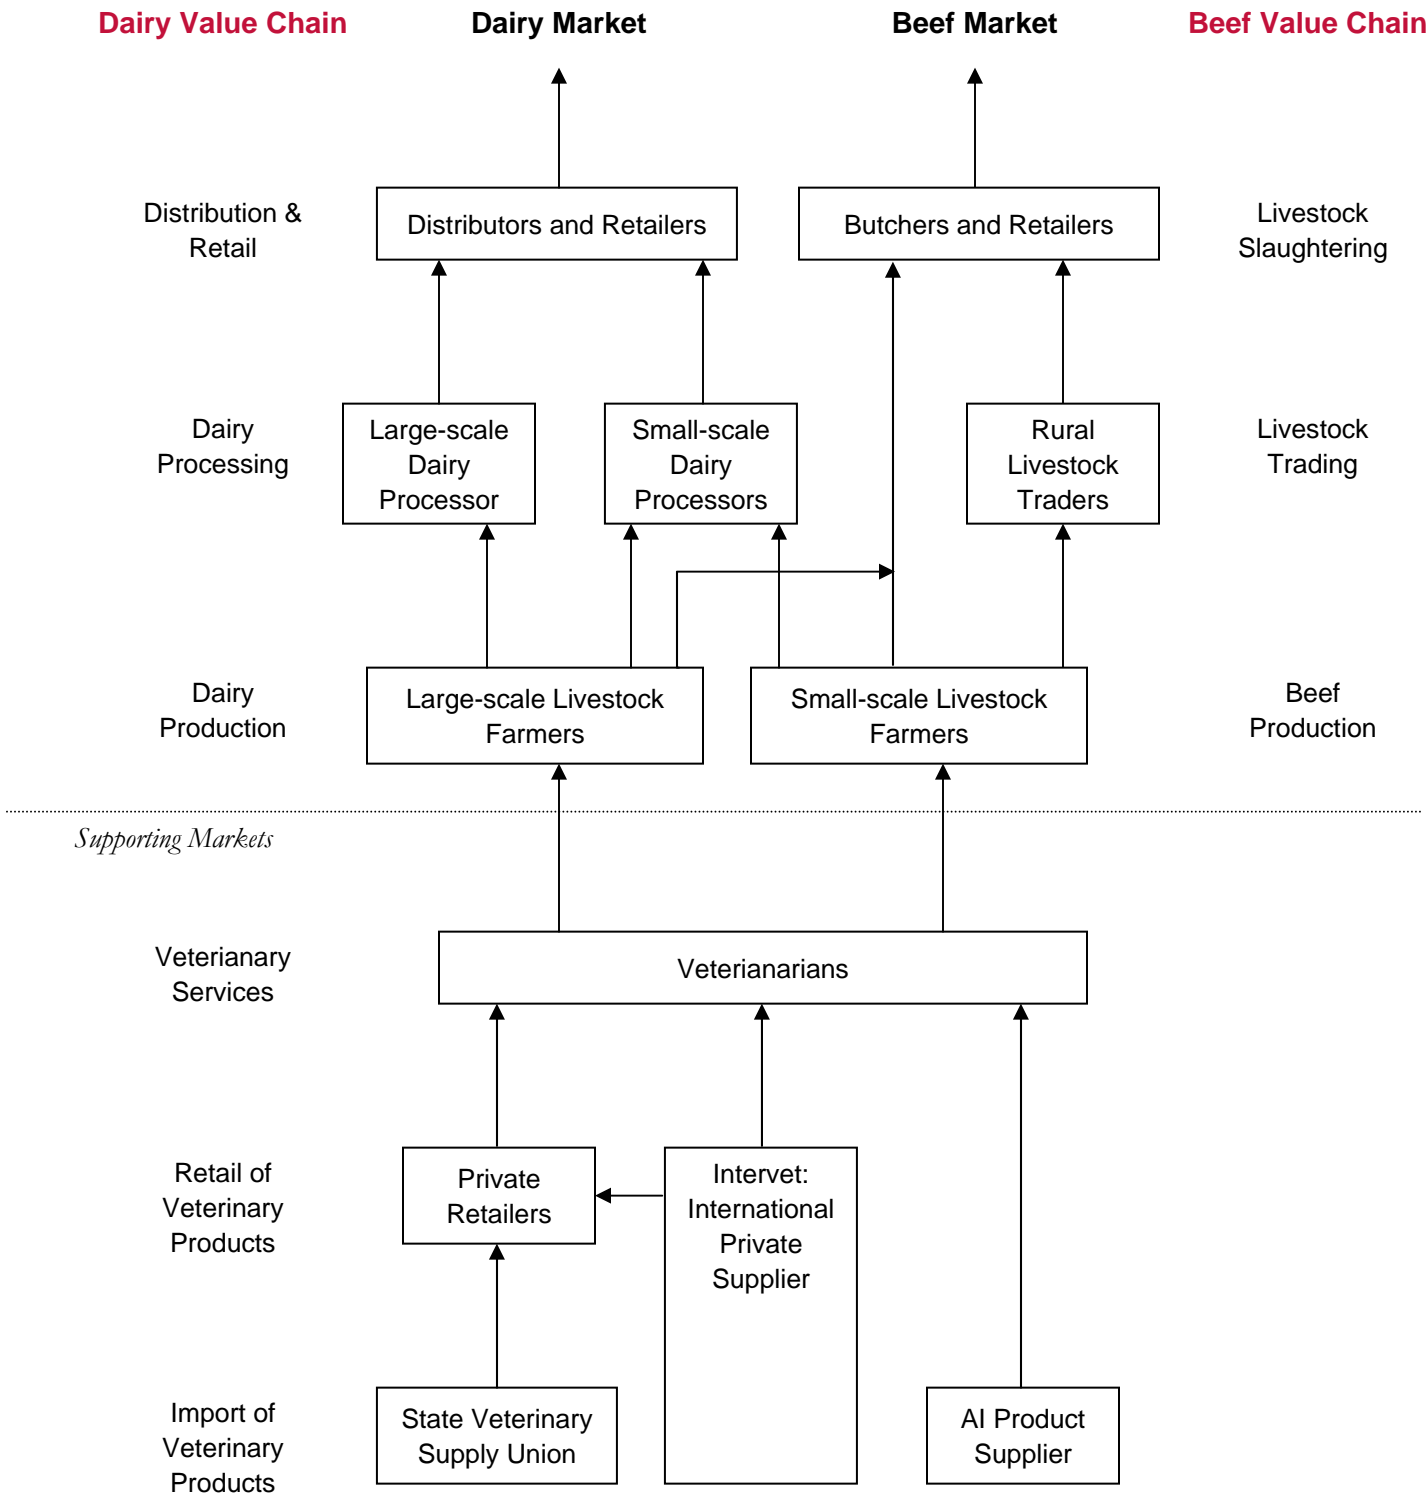 Dairy Value Chain
Dairy Market
Beef Market
Beef Value Chain
Distribution &
Retail
Distributors and Retailers
Butchers and Retailers
Livestock
Slaughtering
Dairy
Processing
Large-scale
Dairy
Processor
Small-scale
Dairy
Processors
Rural
Livestock
Traders
Livestock
Trading
Dairy
Production
Large-scale Livestock
Farmers
Small-scale Livestock
Farmers
Beef
Production
Supporting Markets
Veterianary
Services
Veterianarians
Retail of
Veterinary
Products
Private
Retailers
Intervet:
International
Private
Supplier
Import of
Veterinary
Products
State Veterinary
Supply Union
AI Product
Supplier